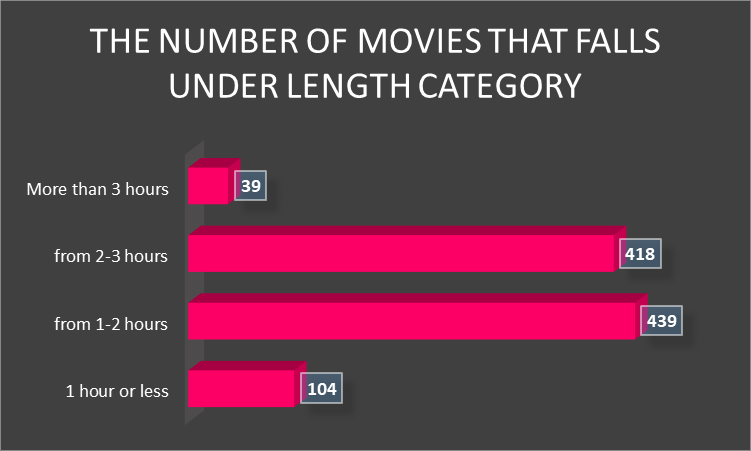 THE NUMBER OF MOVIES THAT FALLS
UNDER LENGTH CATEGORY
More than 3 hours
39
from 2-3 hours
418
from 1-2 hours
439
1 hour or less
104